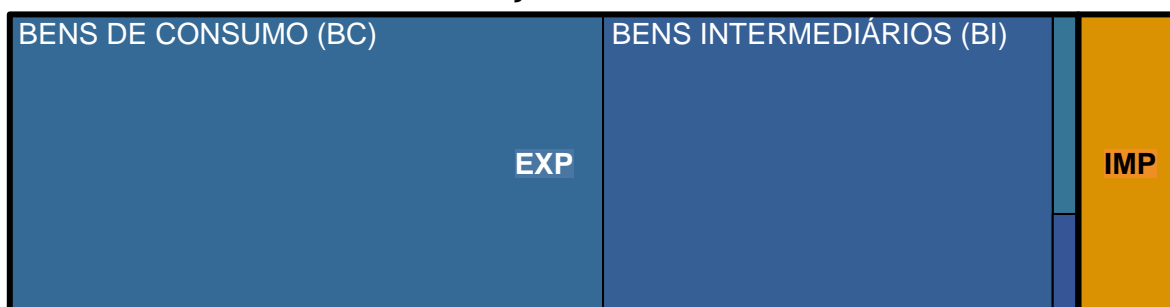 BENS DE CONSUMO (BC)
BENS INTERMEDIÁRIOS (BI)
EXP
IMP